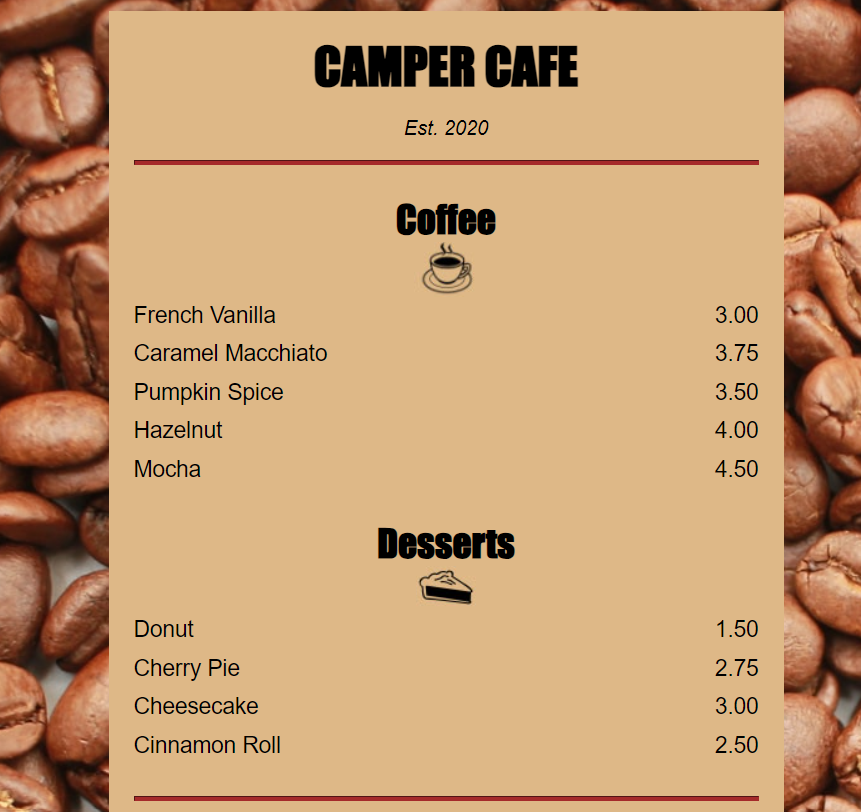 CAMPER CAFE
Est. 2020
Coffee
French Vanilla 3.00
Caramel Macchiato 3.75
Pumpkin Spice 3.50
Hazelnut 4.00
Mocha 4.50
Desserts
Donut 1.50
Cherry Pie 2.75
Cheesecake 3.00
Cinnamon Roll 2.50